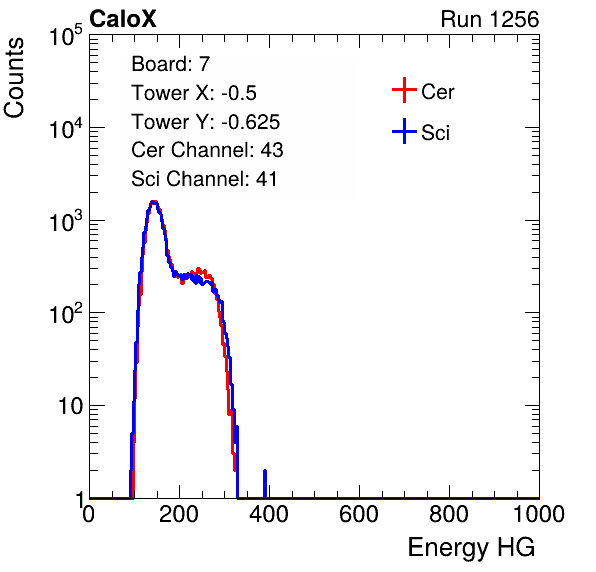 CaloX Run 1256
Counts
10^5
10^4
10^3
10^2
10
1
Board: 7
Tower X: -0.5
Tower Y: -0.625
Cer Channel: 43
Sci Channel: 41
Cer
Sci
0 200 400 600 800 1000
Energy HG